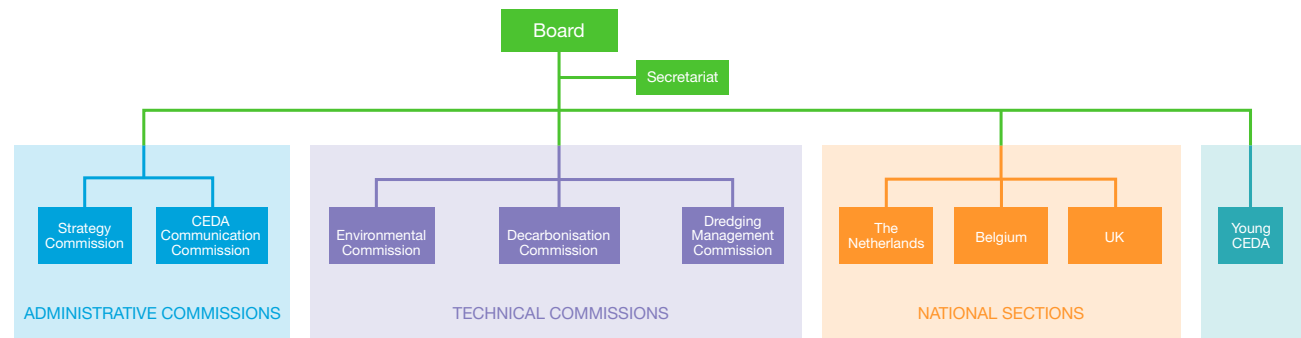 Board
Secretariat
Strategy
Commission
CEDA
Communication
Commission
ADMINISTRATIVE COMMISSIONS
Environmental
Commission
Decarbonisation
Commission
Dredging
Management
Commission
TECHNICAL COMMISSIONS
The
Netherlands
Belgium
UK
NATIONAL SECTIONS
Young
CEDA